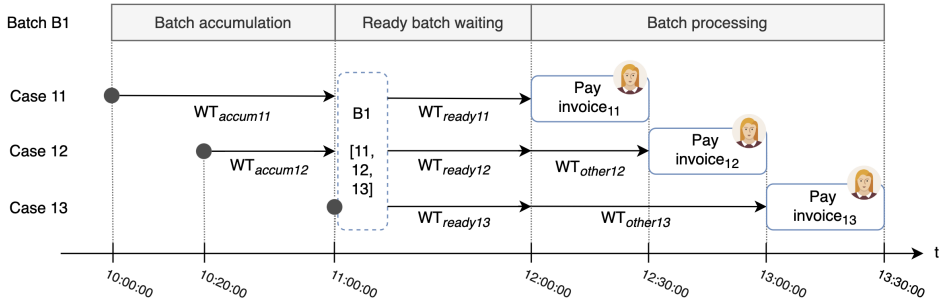 Batch B1 Batch accumulation Ready batch waiting Batch processing
Case 11
WTaccum11
WTready11
Pay
invoice11
B1
[11,
12,
13]
Case 12
WTaccum12
WTready12
WTother12
Pay
invoice12
Case 13
WTready13
WTother13
Pay
invoice13
t
10:00:00 10:20:00 11:00:00 12:00:00 12:30:00 13:00:00 13:30:00